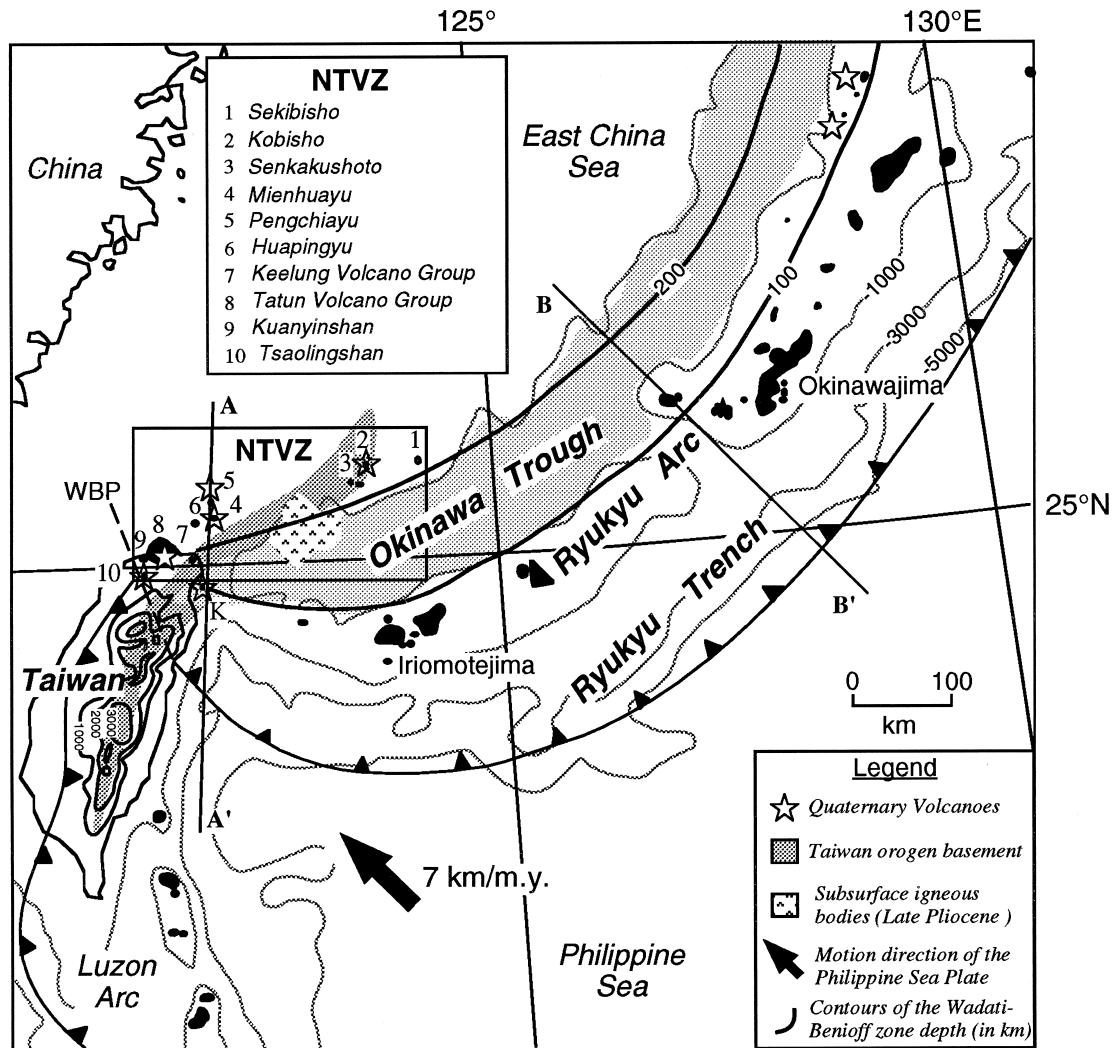 125°
130°E
NTVZ
1 Sekibisho
2 Kobisho
3 Senkakushoto
4 Mienhuayu
5 Pengchiayu
6 Huapingyu
7 Keelung Volcano Group
8 Tatun Volcano Group
9 Kuanyinshan
10 Tsaolingshan
China
East China
Sea
A
B
200
100
-1000
-3000
-5000
Okinawajima
NTVZ
2
1
3
5
4
6
7
8
9
10
WBP
K
Okinawa Trough
Ryukyu Arc
Ryukyu Trench
25°N
B'
Iriomotejima
Taiwan
3000
2000
1000
A'
0 100
km
7 km/m.y.
Luzon
Arc
Philippine
Sea
Legend
Quaternary Volcanoes
Taiwan orogen basement
Subsurface igneous
bodies (Late Pliocene )
Motion direction of the
Philippine Sea Plate
Contours of the Wadati-
Benioff zone depth (in km)